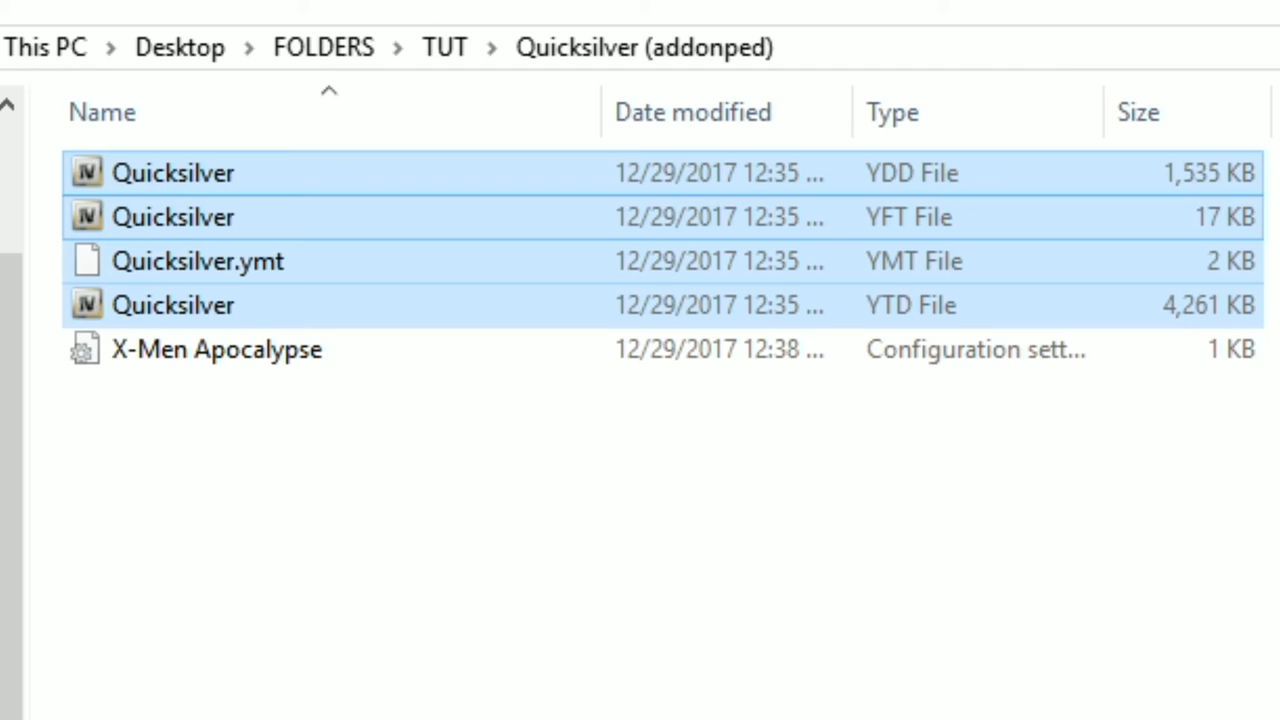 This PC > Desktop > FOLDERS > TUT > Quicksilver (addonped)
Name Date modified Type Size
Quicksilver 12/29/2017 12:35 ... YDD File 1,535 KB
Quicksilver 12/29/2017 12:35 ... YFT File 17 KB
Quicksilver.ymt 12/29/2017 12:35 ... YMT File 2 KB
Quicksilver 12/29/2017 12:35 ... YTD File 4,261 KB
X-Men Apocalypse 12/29/2017 12:38 ... Configuration sett... 1 KB